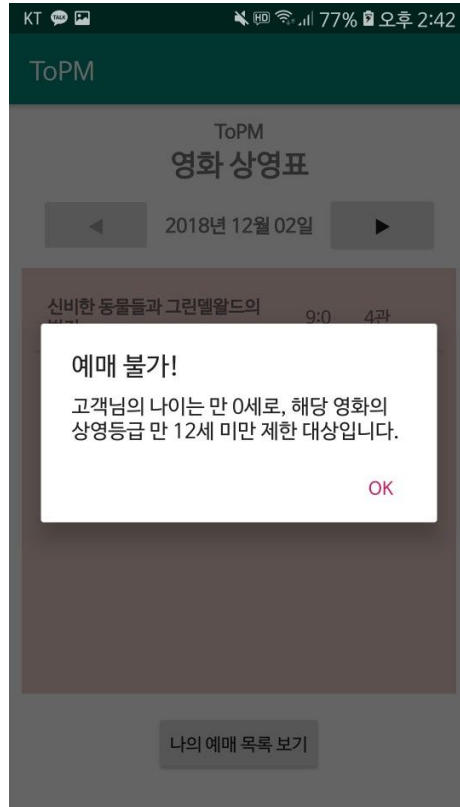 KT TALK HD 77% 오후 2:42
ToPM
ToPM
영화 상영표
◀ 2018년 12월 02일 ▶
신비한 동물들과 그린델왈드의 9:0 4관
예매 불가!
고객님의 나이는 만 0세로, 해당 영화의
상영등급 만 12세 미만 제한 대상입니다.
OK
나의 예매 목록 보기